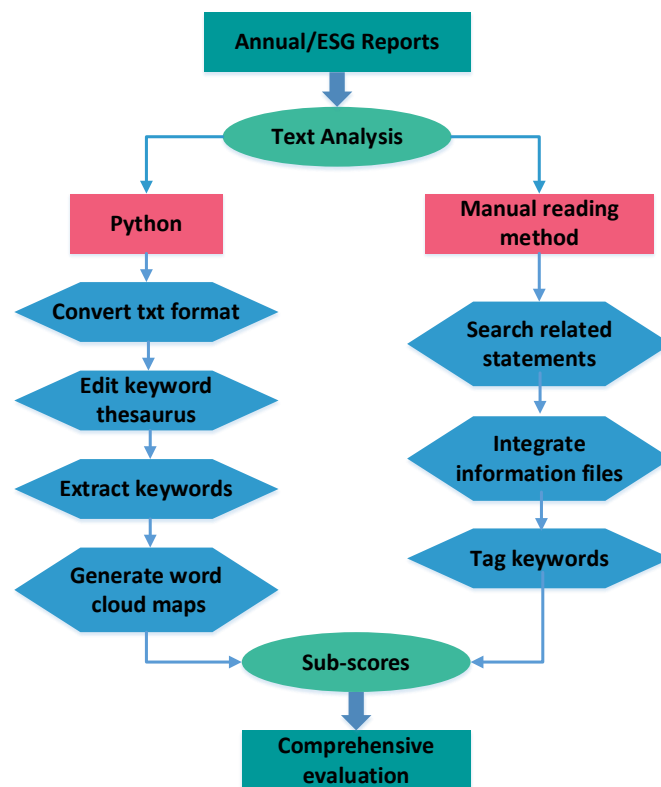 Annual/ESG Reports
Text Analysis
Python
Convert txt format
Edit keyword
thesaurus
Extract keywords
Generate word
cloud maps
Manual reading
method
Search related
statements
Integrate
information files
Tag keywords
Sub-scores
Comprehensive
evaluation